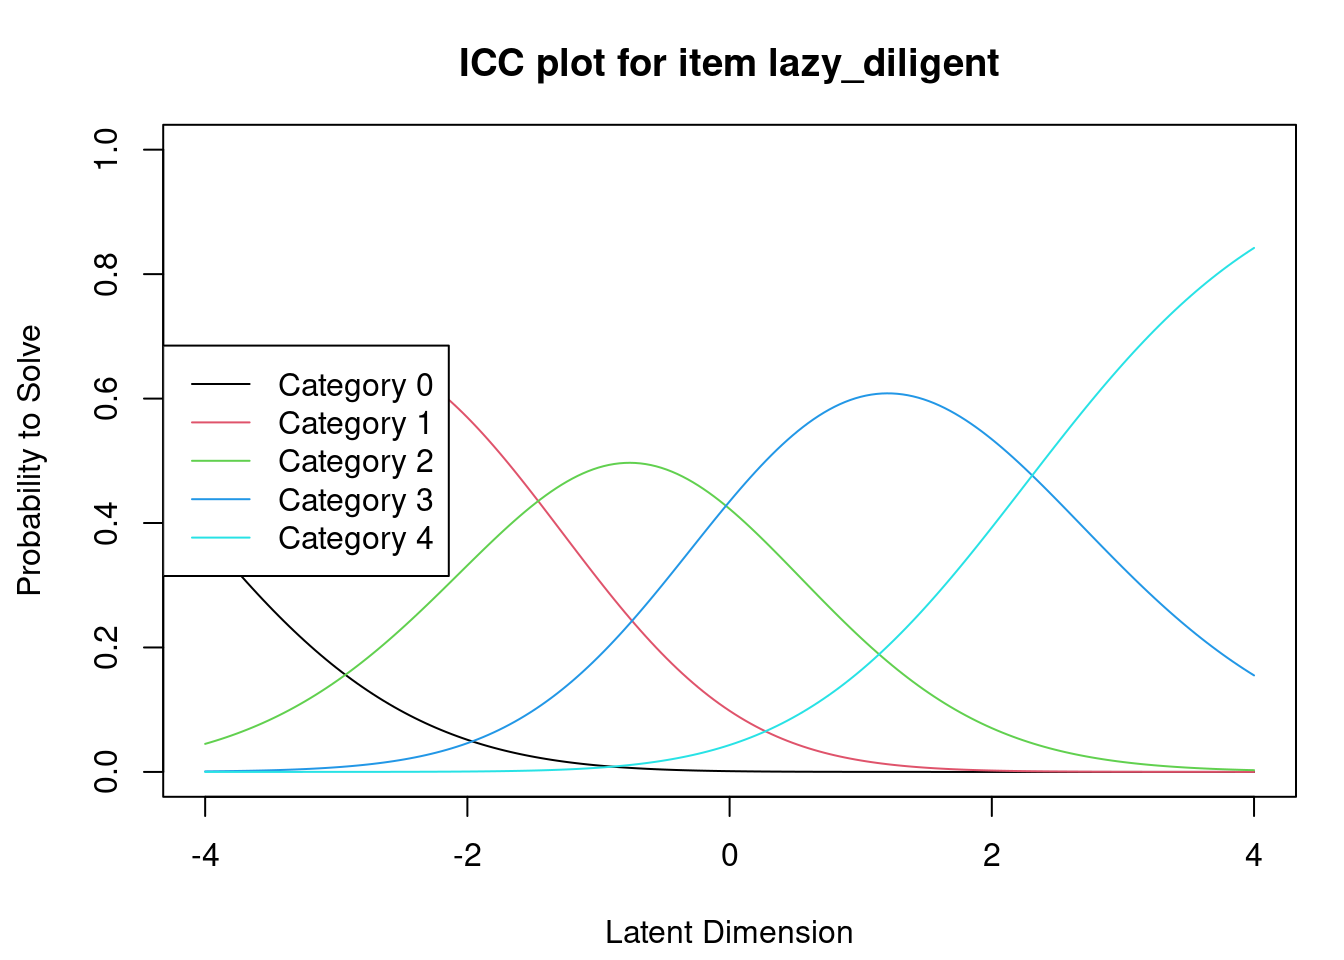 ICC plot for item lazy_diligent
Probability to Solve
1.0
0.8
0.6
0.4
0.2
0.0
Category 0
Category 1
Category 2
Category 3
Category 4
-4 -2 0 2 4
Latent Dimension